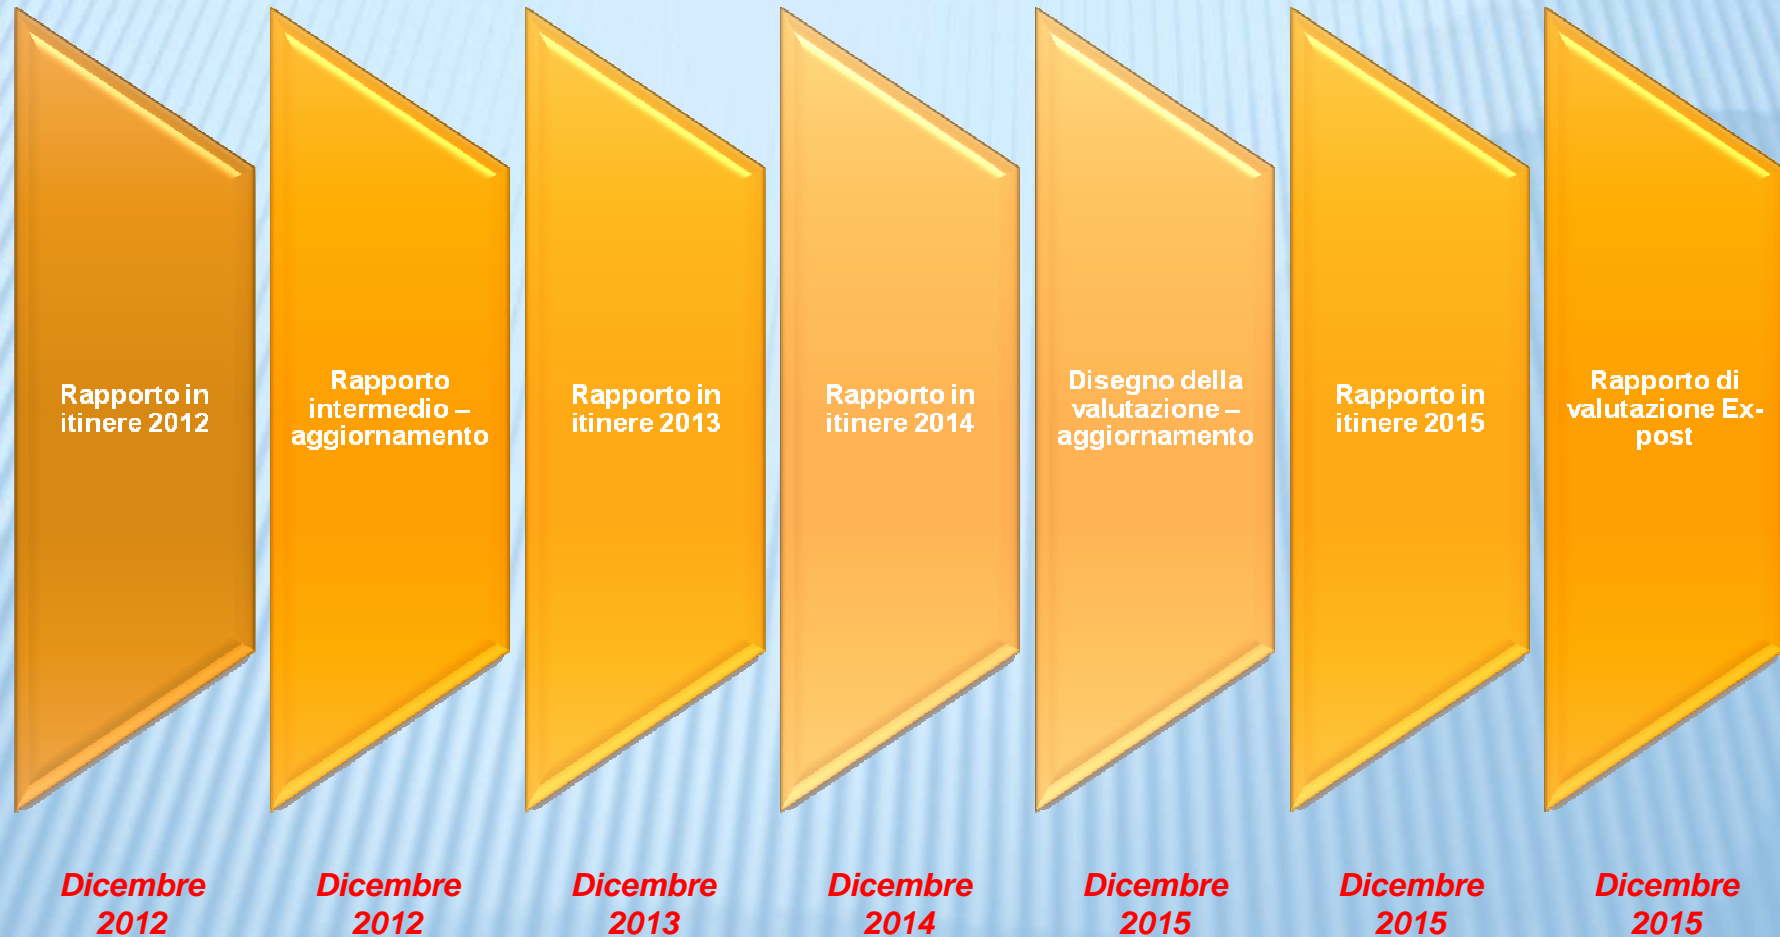 Rapporto in
itinere 2012
Rapporto
intermedio –
aggiornamento
Rapporto in
itinere 2013
Rapporto in
itinere 2014
Disegno della
valutazione –
aggiornamento
Rapporto in
itinere 2015
Rapporto di
valutazione Ex-
post
Dicembre
2012
Dicembre
2012
Dicembre
2013
Dicembre
2014
Dicembre
2015
Dicembre
2015
Dicembre
2015